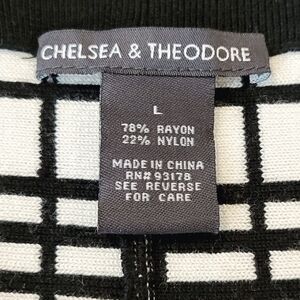 CHELSEA & THEODORE
L
78% RAYON
22% NYLON
MADE IN CHINA
RN# 93178
SEE REVERSE
FOR CARE